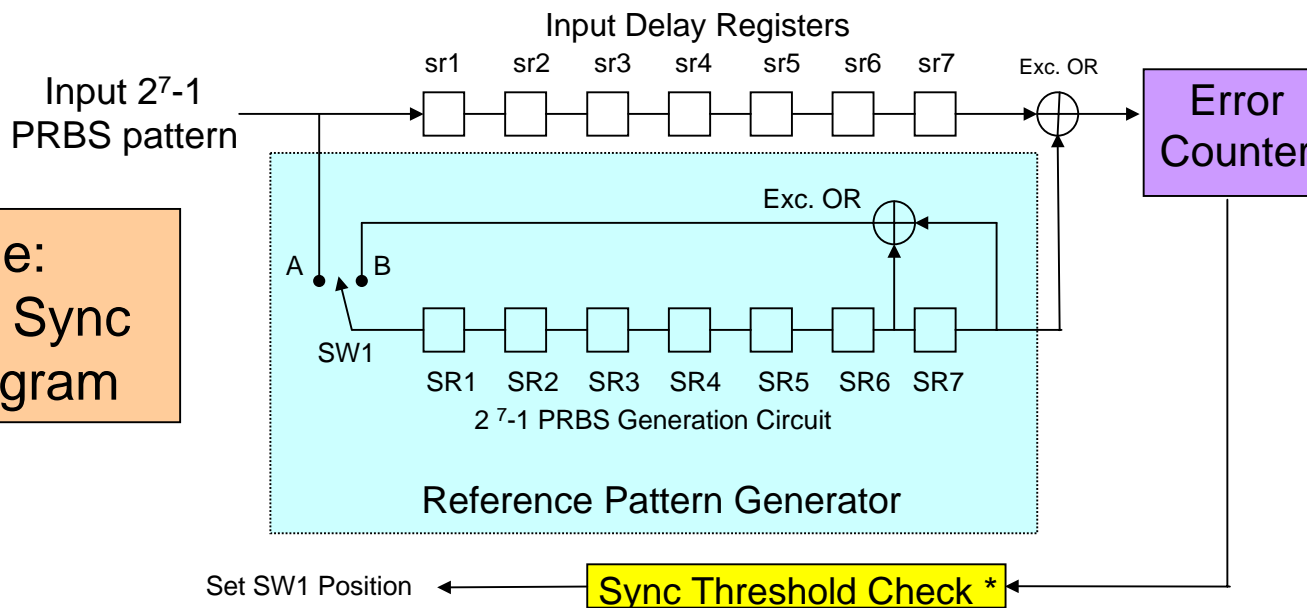 Input Delay Registers
sr1 sr2 sr3 sr4 sr5 sr6 sr7 Exc. OR
Input 2⁷-1
PRBS pattern
Error
Counter
Exc. OR
e:
Sync
gram
A B
SW1
SR1 SR2 SR3 SR4 SR5 SR6 SR7
2 ⁷-1 PRBS Generation Circuit
Reference Pattern Generator
Set SW1 Position
Sync Threshold Check *